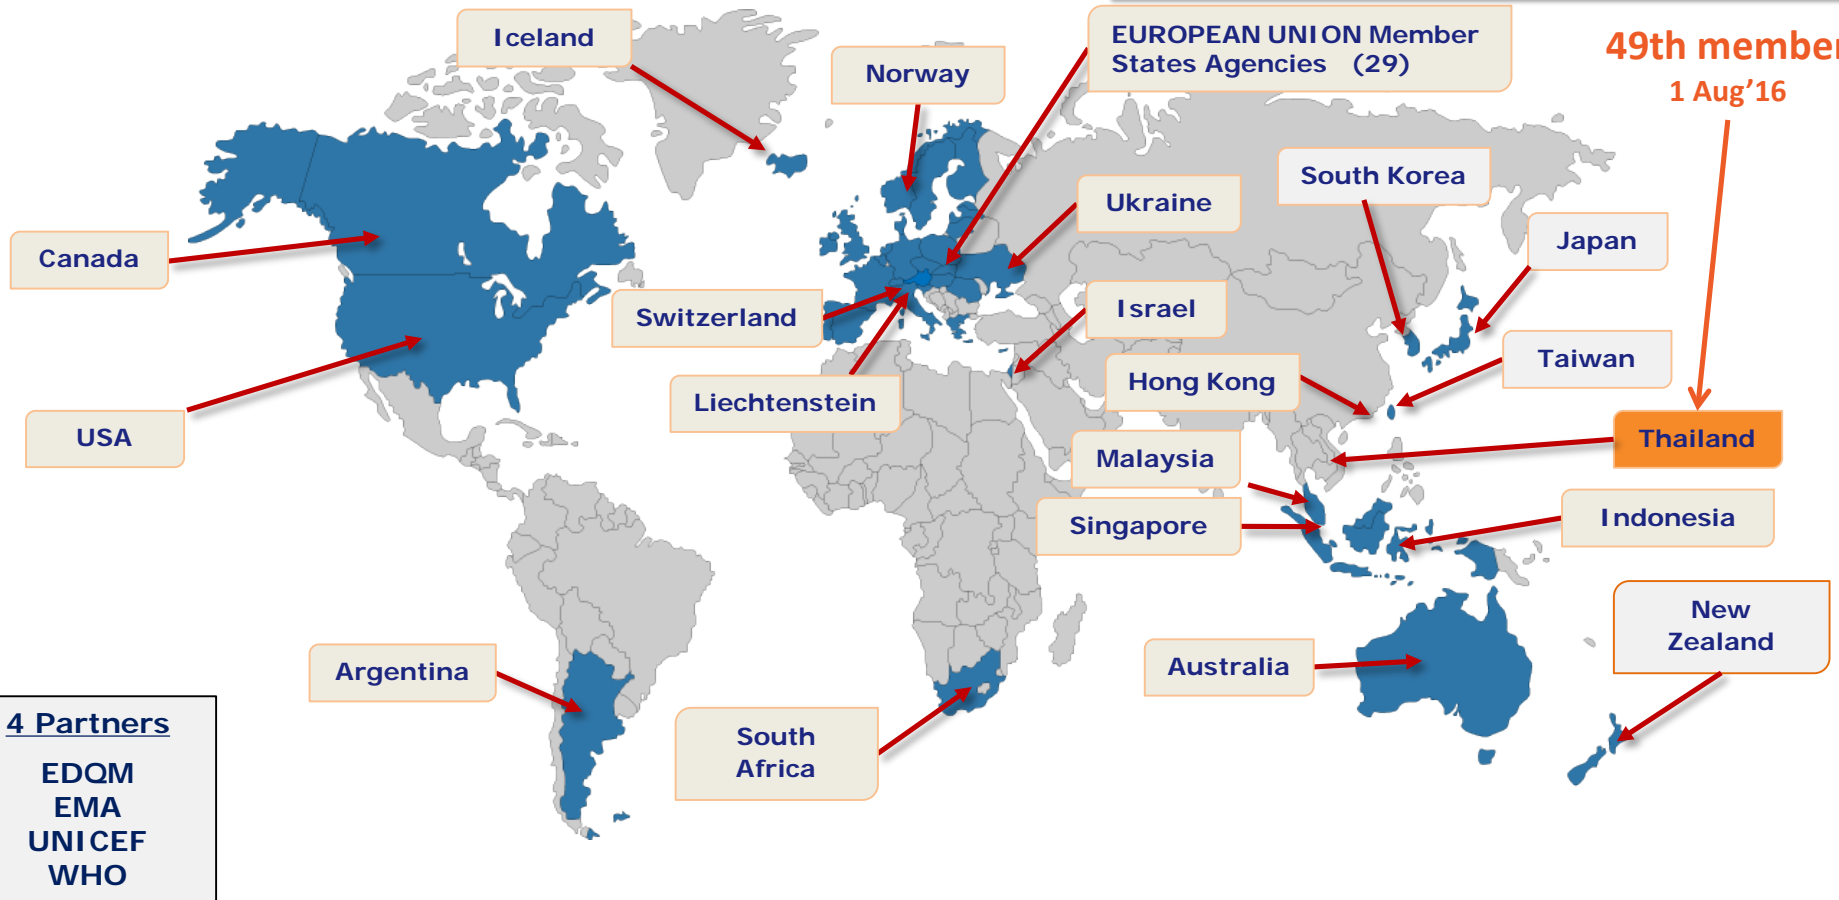 Iceland
Norway
EUROPEAN UNION Member
States Agencies (29)
49th member
1 Aug’16
Ukraine
South Korea
Japan
Canada
Switzerland
Israel
Taiwan
Hong Kong
Liechtenstein
USA
Thailand
Malaysia
Singapore
Indonesia
New
Zealand
Argentina
Australia
South
Africa
4 Partners
EDQM
EMA
UNICEF
WHO